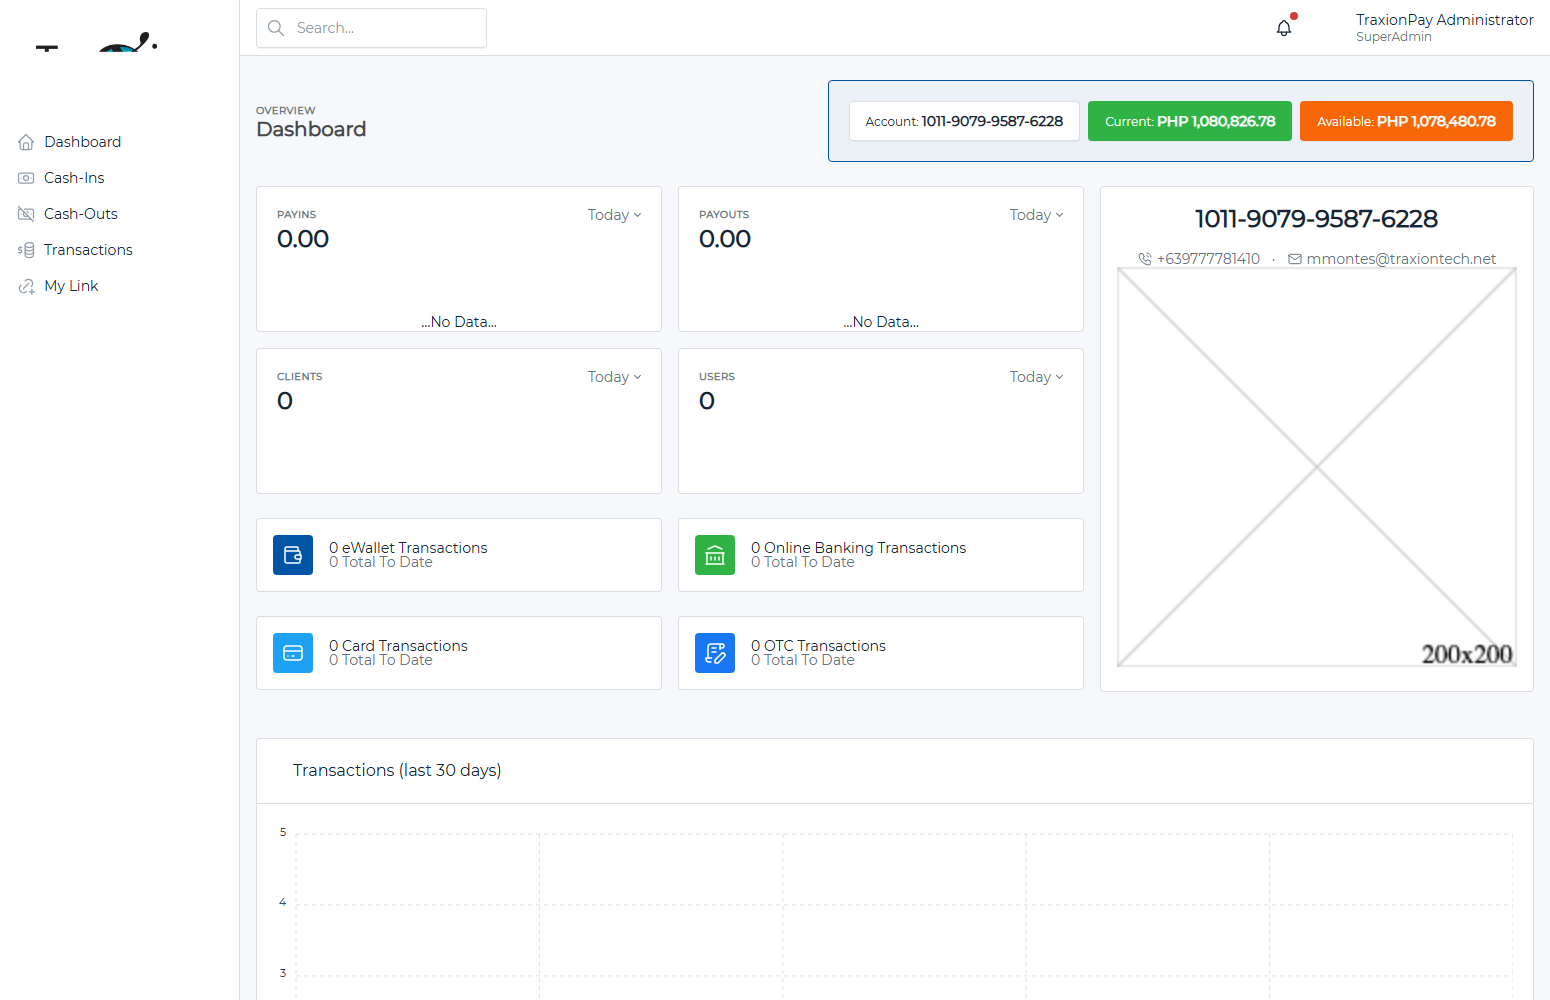 Search...
TraxionPay Administrator
SuperAdmin
Dashboard
Cash-Ins
Cash-Outs
Transactions
My Link
OVERVIEW
Dashboard
Account: 1011-9079-9587-6228
Current: PHP 1,080,826.78
Available: PHP 1,078,480.78
PAYINS
Today
0.00
...No Data...
PAYOUTS
Today
0.00
...No Data...
1011-9079-9587-6228
+639777781410 · mmontes@traxiontech.net
200x200
CLIENTS
Today
0
USERS
Today
0
0 eWallet Transactions
0 Total To Date
0 Online Banking Transactions
0 Total To Date
0 Card Transactions
0 Total To Date
0 OTC Transactions
0 Total To Date
Transactions (last 30 days)
5
4
3